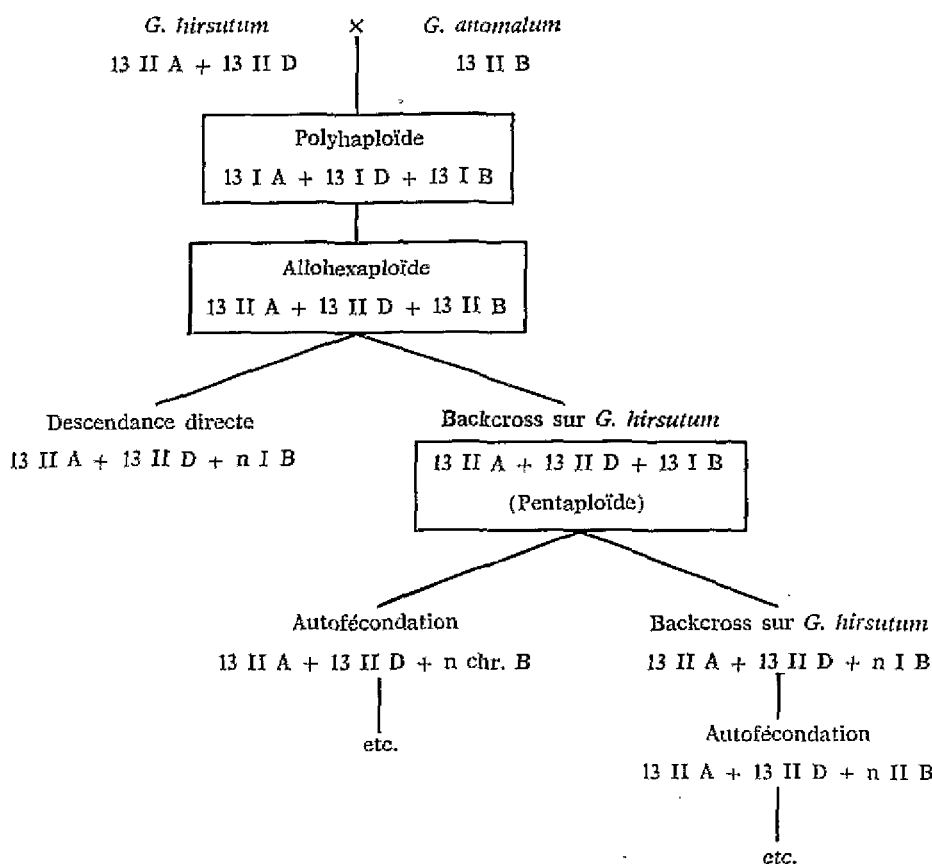 G. hirsutum × G. anomalum
13 II A + 13 II D 13 II B
Polyhaploïde
13 I A + 13 I D + 13 I B
Allohexaploïde
13 II A + 13 II D + 13 II B
Descendance directe
13 II A + 13 II D + n I B
Backcross sur G. hirsutum
13 II A + 13 II D + 13 I B
(Pentaploïde)
Autofécondation
13 II A + 13 II D + n chr. B
etc.
Backcross sur G. hirsutum
13 II A + 13 II D + n I B
Autofécondation
13 II A + 13 II D + n II B
etc.